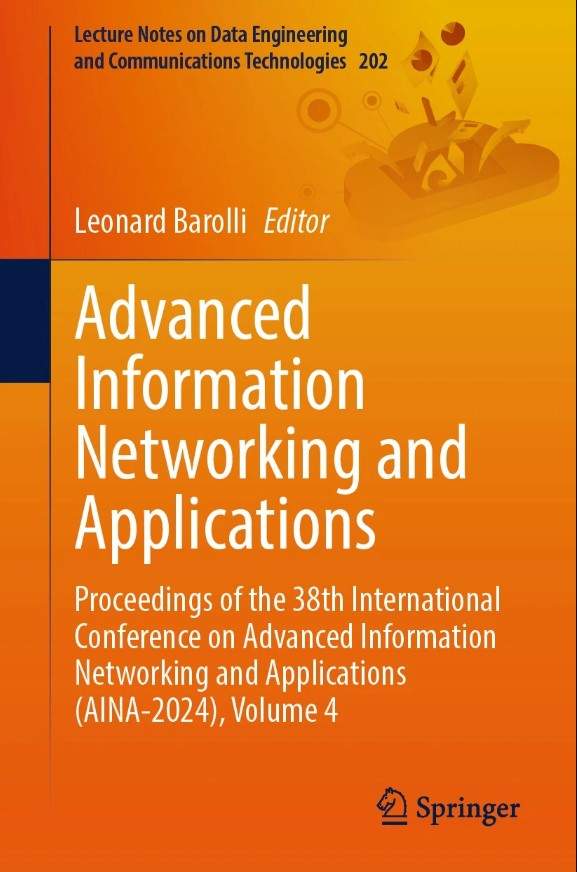 Lecture Notes on Data Engineering
and Communications Technologies 202
Leonard Barolli Editor
Advanced
Information
Networking and
Applications
Proceedings of the 38th International
Conference on Advanced Information
Networking and Applications
(AINA-2024), Volume 4
Springer